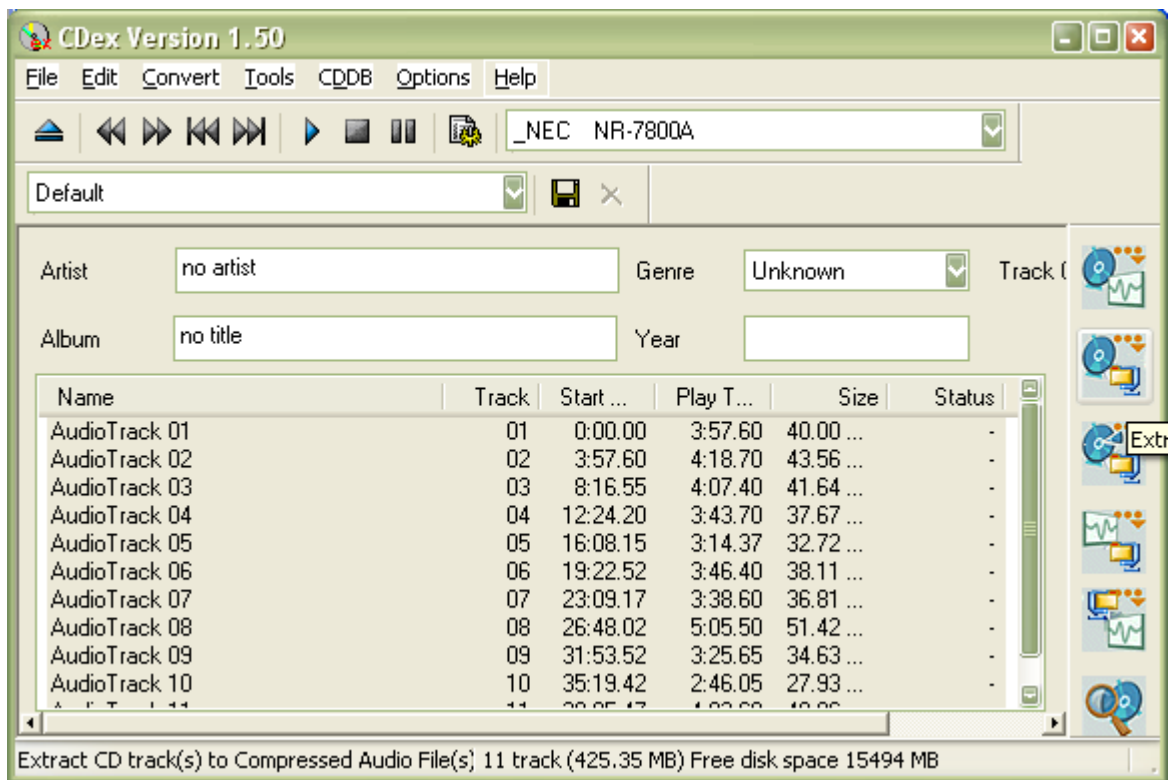 CDex Version 1.50
File Edit Convert Tools CDDB Options Help
_NEC NR-7800A
Default
Artist no artist Genre Unknown Track
Album no title Year
Name Track Start ... Play T... Size Status
AudioTrack 01 01 0:00.00 3:57.60 40.00 ... -
AudioTrack 02 02 3:57.60 4:18.70 43.56 ... -
AudioTrack 03 03 8:16.55 4:07.40 41.64 ... -
AudioTrack 04 04 12:24.20 3:43.70 37.67 ... -
AudioTrack 05 05 16:08.15 3:14.37 32.72 ... -
AudioTrack 06 06 19:22.52 3:46.40 38.11 ... -
AudioTrack 07 07 23:09.17 3:38.60 36.81 ... -
Extr
AudioTrack 08 08 26:48.02 5:05.50 51.42 ... -
AudioTrack 09 09 31:53.52 3:25.65 34.63 ... -
AudioTrack 10 10 35:19.42 2:46.05 27.93 ... -
Extract CD track(s) to Compressed Audio File(s) 11 track (425.35 MB) Free disk space 15494 MB